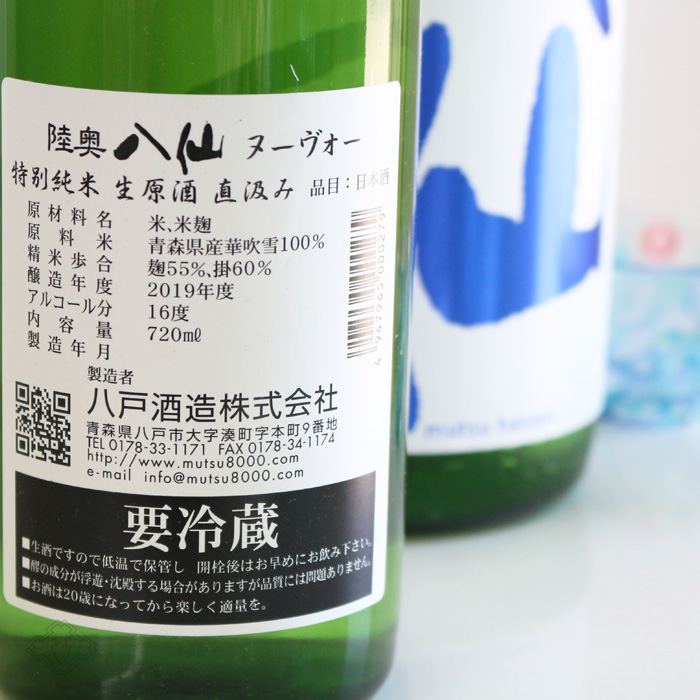 陸奥 八仙 ヌーヴォー
特別純米 生原酒 直汲み 品目:日本酒
原材料名 米、米麹
原料米 青森県産華吹雪100%
精米歩合 麹55%、掛60%
醸造年度 2019年度
アルコール分 16度
内容量 720ml
製造年月
4947965000279
製造者
八戸酒造株式会社
青森県八戸市大字湊町字本町9番地
TEL 0178-33-1171 FAX 0178-34-1174
http://www.mutsu8000.com
e-mail info@mutsu8000.com
要冷蔵
■生酒ですので低温で保管し 開栓後はお早めにお飲み下さい。
■醪の成分が浮遊・沈殿する場合がありますが品質には問題ありません。
■お酒は20歳になってから楽しく適量を。
仙
mutsu hassen